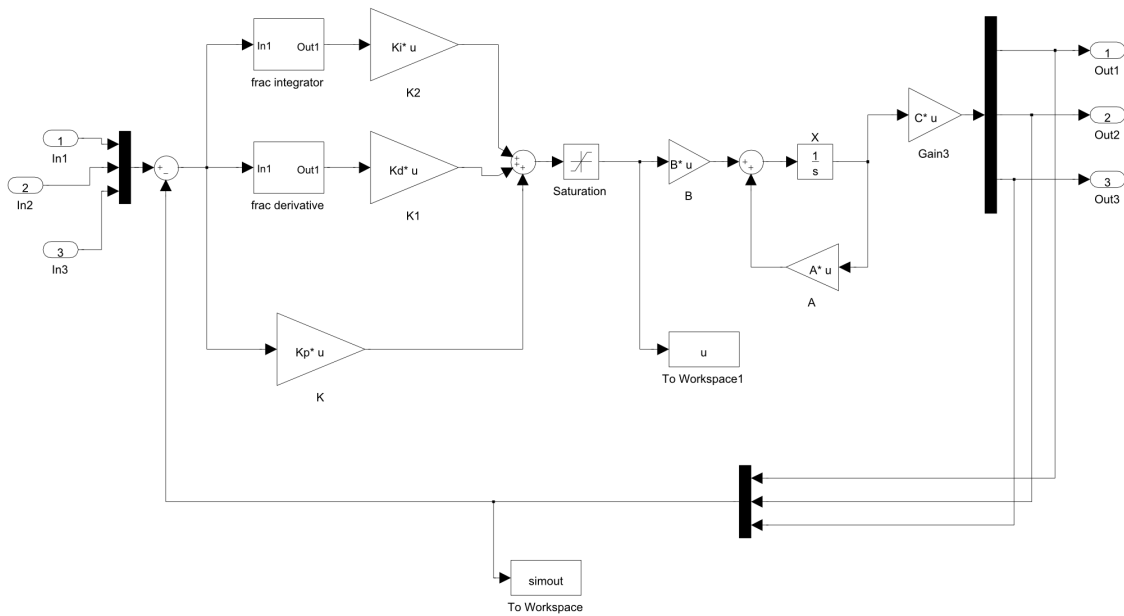 In1
Out1
frac integrator
Ki* u
K2
1
In1
2
In2
3
In3
+
−
In1
Out1
frac derivative
Kd* u
K1
Kp* u
K
+
+
+
Saturation
B* u
B
+
+
X
1
s
A* u
A
C* u
Gain3
1
Out1
2
Out2
3
Out3
u
To Workspace1
simout
To Workspace